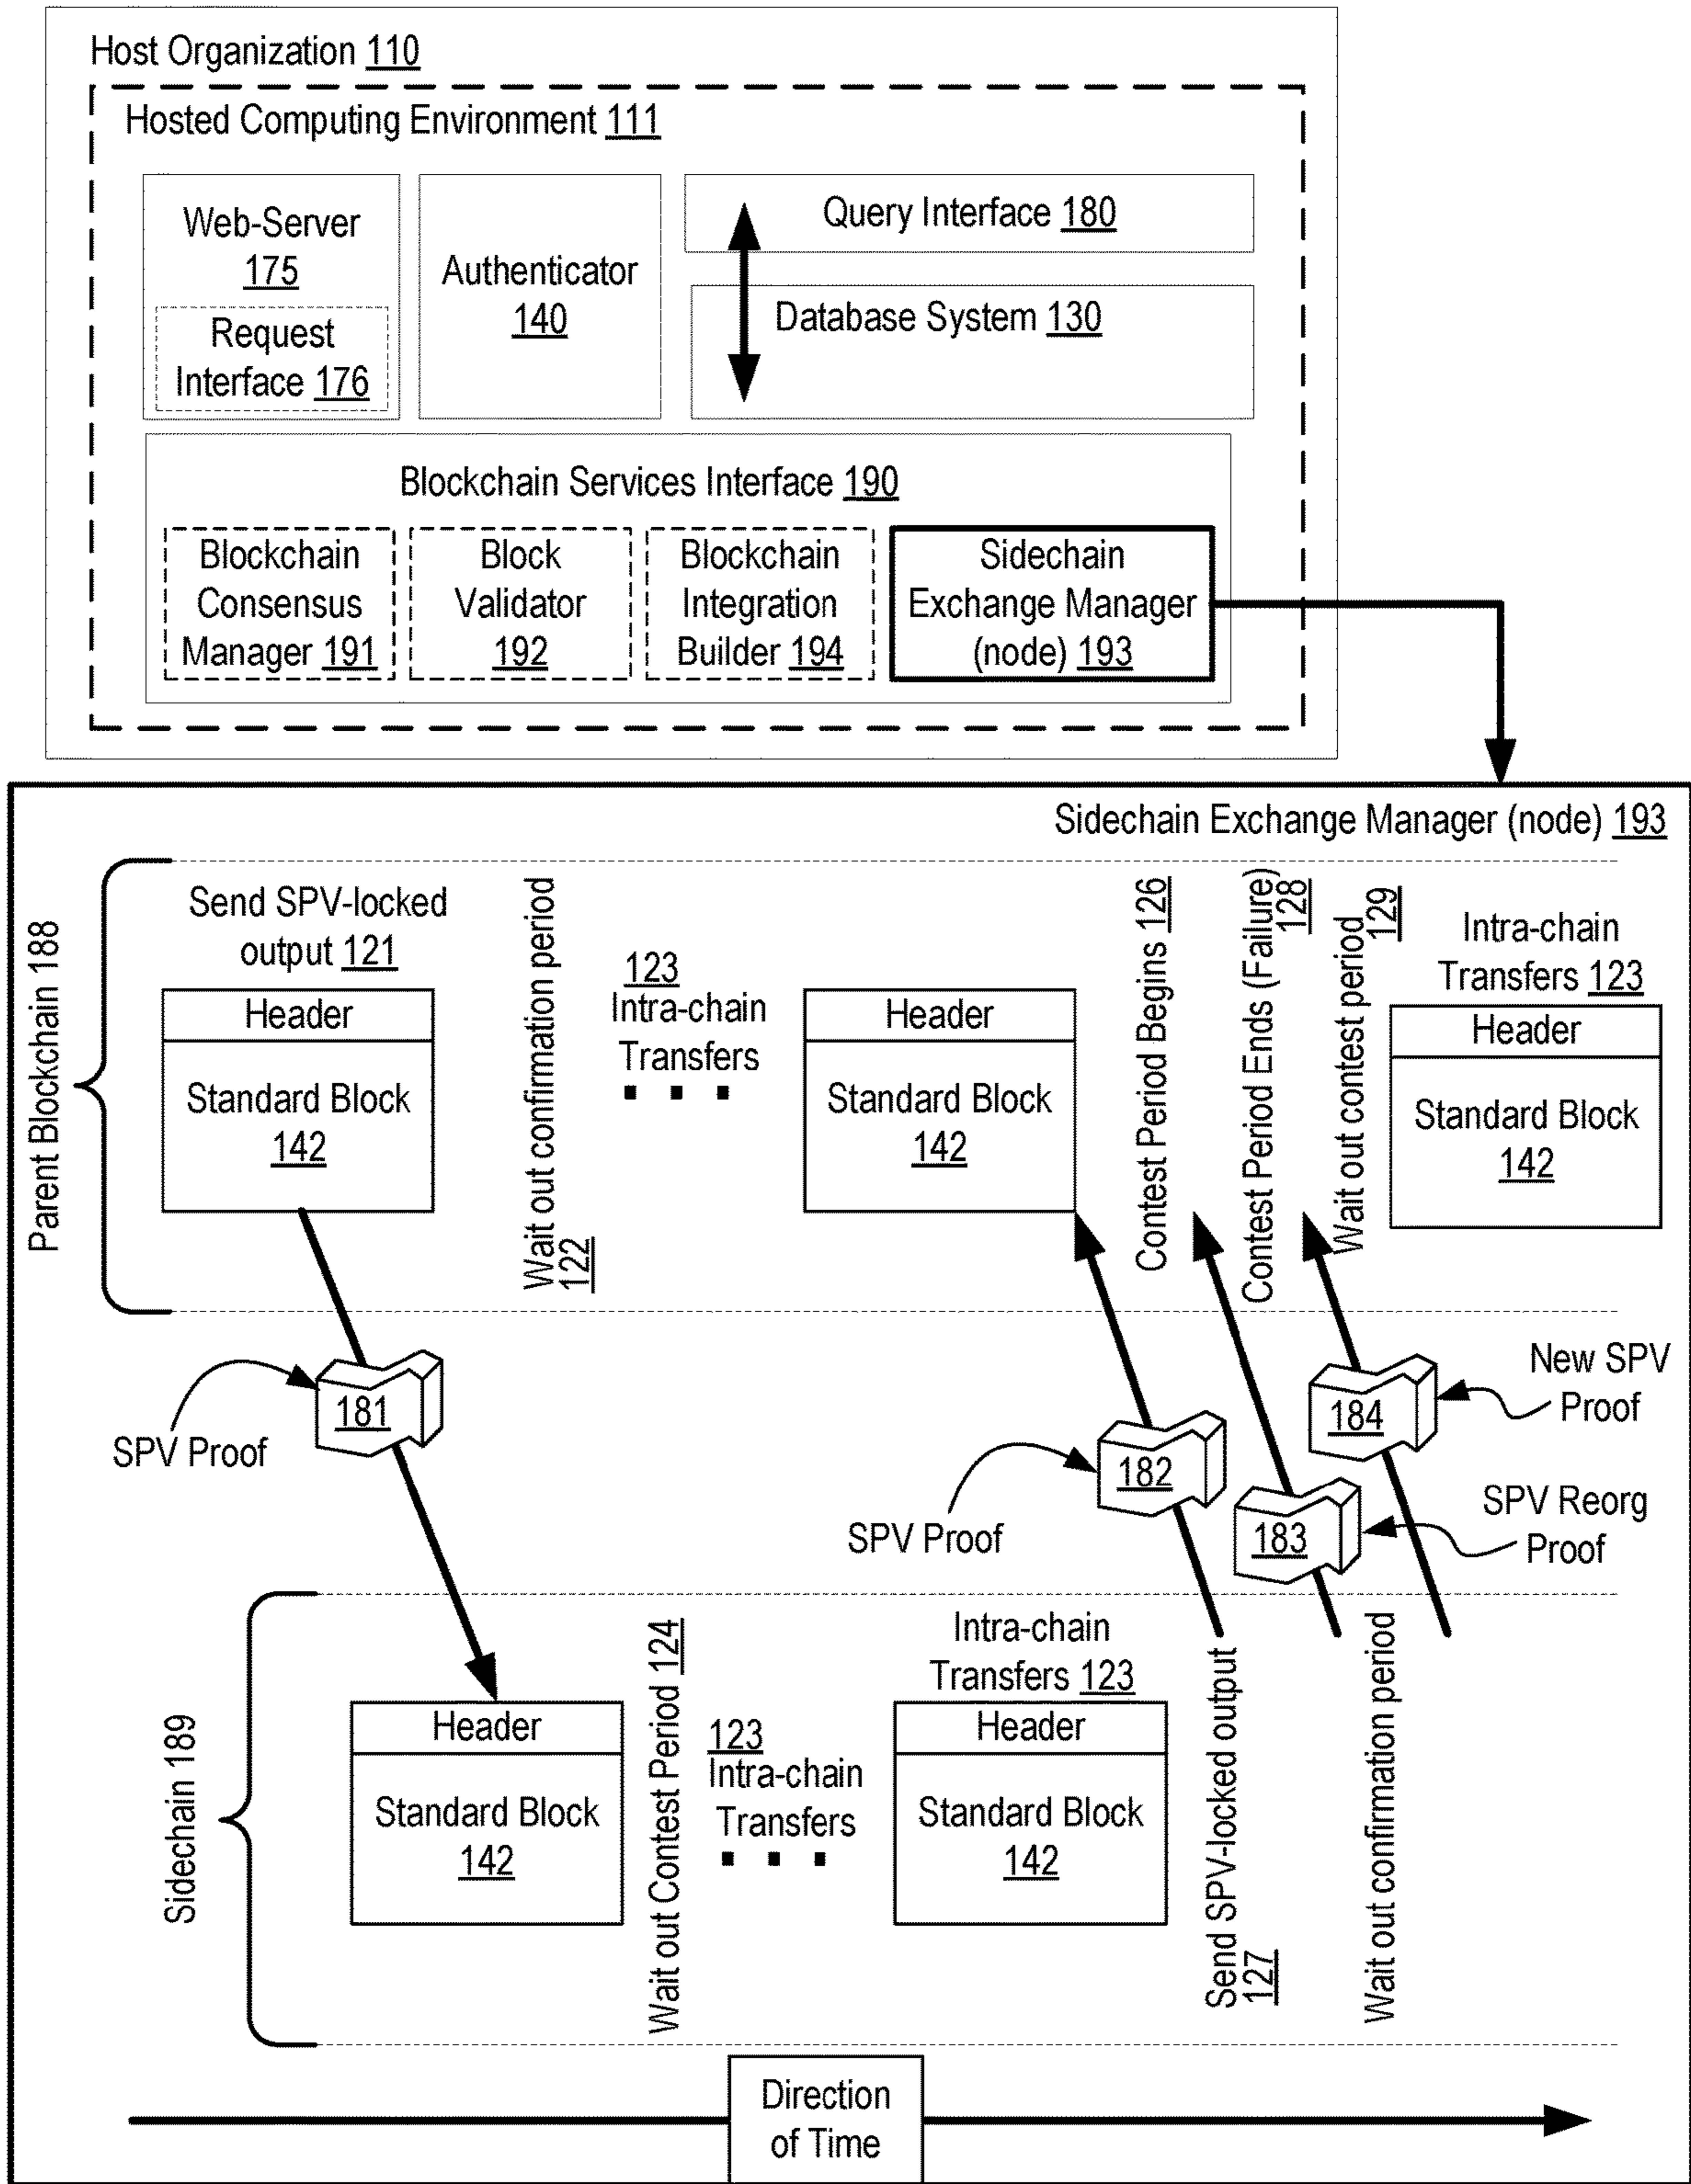 Host Organization 110
Hosted Computing Environment 111
Web-Server
175
Request
Interface 176
Authenticator
140
Query Interface 180
Database System 130
Blockchain Services Interface 190
Blockchain
Consensus
Manager 191
Block
Validator
192
Blockchain
Integration
Builder 194
Sidechain
Exchange Manager
(node) 193
Sidechain Exchange Manager (node) 193
Parent Blockchain 188
Send SPV-locked
output 121
Header
Standard Block
142
Wait out confirmation period
122
123
Intra-chain
Transfers
Header
Standard Block
142
Contest Period Begins 126
Contest Period Ends (Failure)
128
Wait out contest period
129
Intra-chain
Transfers 123
Header
Standard Block
142
SPV Proof
181
SPV Proof
182
183
184
New SPV
Proof
SPV Reorg
Proof
Sidechain 189
Header
Standard Block
142
Wait out Contest Period 124
123
Intra-chain
Transfers
Intra-chain
Transfers 123
Header
Standard Block
142
Send SPV-locked output
127
Wait out confirmation period
Direction
of Time